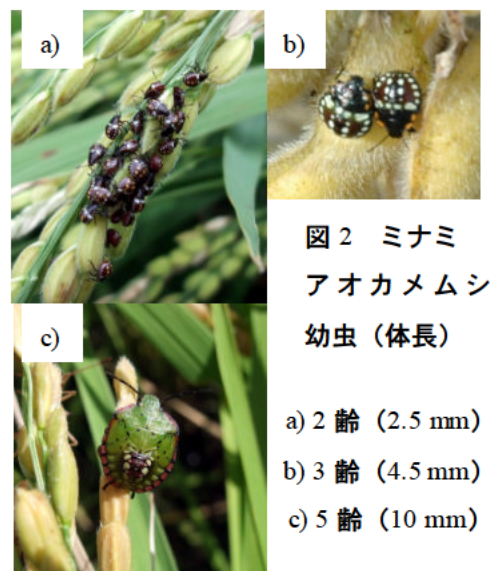 a)
b)
図 2　ミナミ
アオカメムシ
幼虫（体長）
c)
a) 2 齢（2.5 mm）
b) 3 齢（4.5 mm）
c) 5 齢（10 mm）